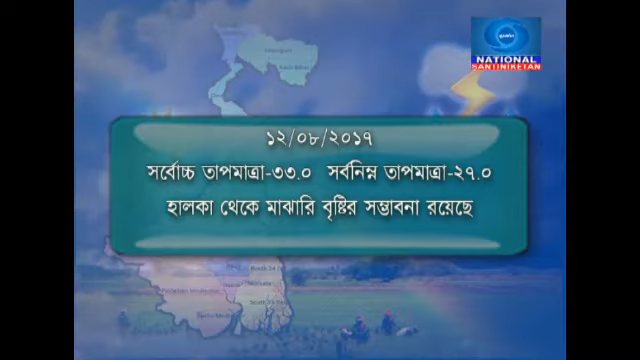 NATIONAL
SANTINIKETAN
১২/০৮/২০১৭
সর্বোচ্চ তাপমাত্রা-৩৩.০ সর্বনিম্ন তাপমাত্রা-২৭.০
হালকা থেকে মাঝারি বৃষ্টির সম্ভাবনা রয়েছে